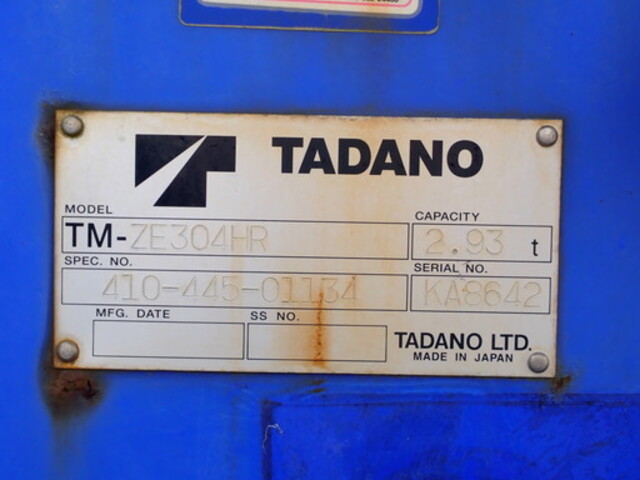 TADANO
MODEL
TM-ZE304HR
CAPACITY
2.93 t
SPEC. NO.
410-445-01134
SERIAL NO.
KA8642
MFG. DATE
SS NO.
TADANO LTD.
MADE IN JAPAN